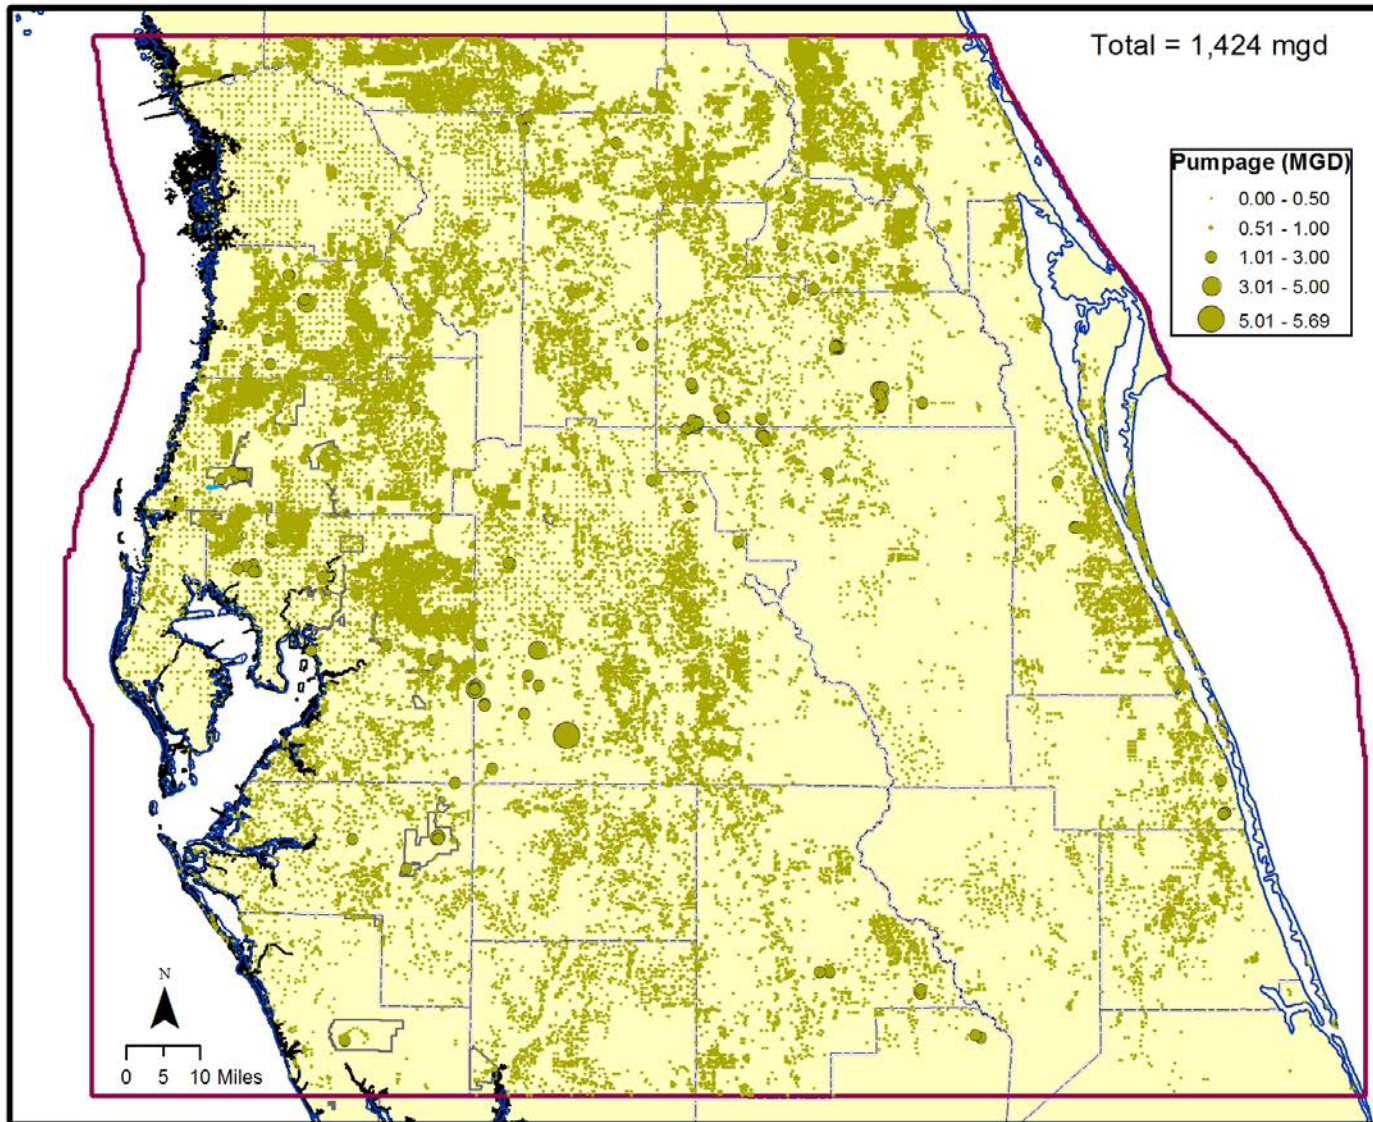 Total = 1,424 mgd
Pumpage (MGD)
0.00 - 0.50
0.51 - 1.00
1.01 - 3.00
3.01 - 5.00
5.01 - 5.69
N
0 5 10 Miles